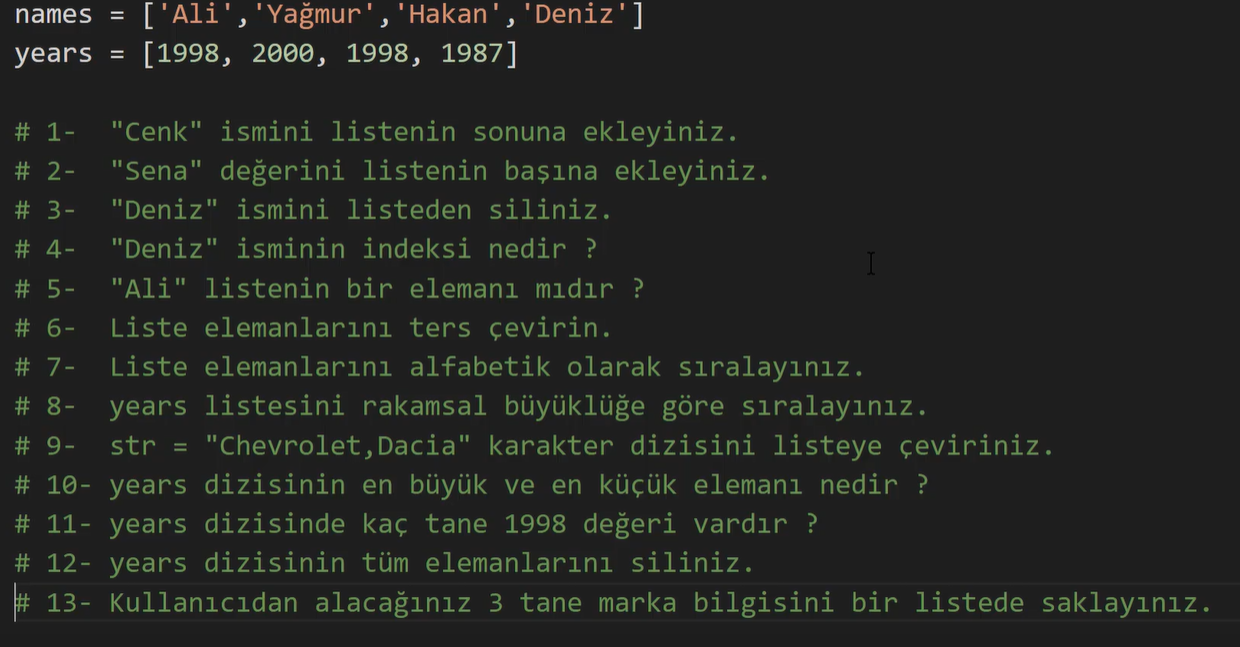 names = ['Ali','Yağmur','Hakan','Deniz']
years = [1998, 2000, 1998, 1987]
# 1-  "Cenk" ismini listenin sonuna ekleyiniz.
# 2-  "Sena" değerini listenin başına ekleyiniz.
# 3-  "Deniz" ismini listeden siliniz.
# 4-  "Deniz" isminin indeksi nedir ?
# 5-  "Ali" listenin bir elemanı mıdır ?
# 6-  Liste elemanlarını ters çevirin.
# 7-  Liste elemanlarını alfabetik olarak sıralayınız.
# 8-  years listesini rakamsal büyüklüğe göre sıralayınız.
# 9-  str = "Chevrolet,Dacia" karakter dizisini listeye çeviriniz.
# 10- years dizisinin en büyük ve en küçük elemanı nedir ?
# 11- years dizisinde kaç tane 1998 değeri vardır ?
# 12- years dizisinin tüm elemanlarını siliniz.
# 13- Kullanıcıdan alacağınız 3 tane marka bilgisini bir listede saklayınız.